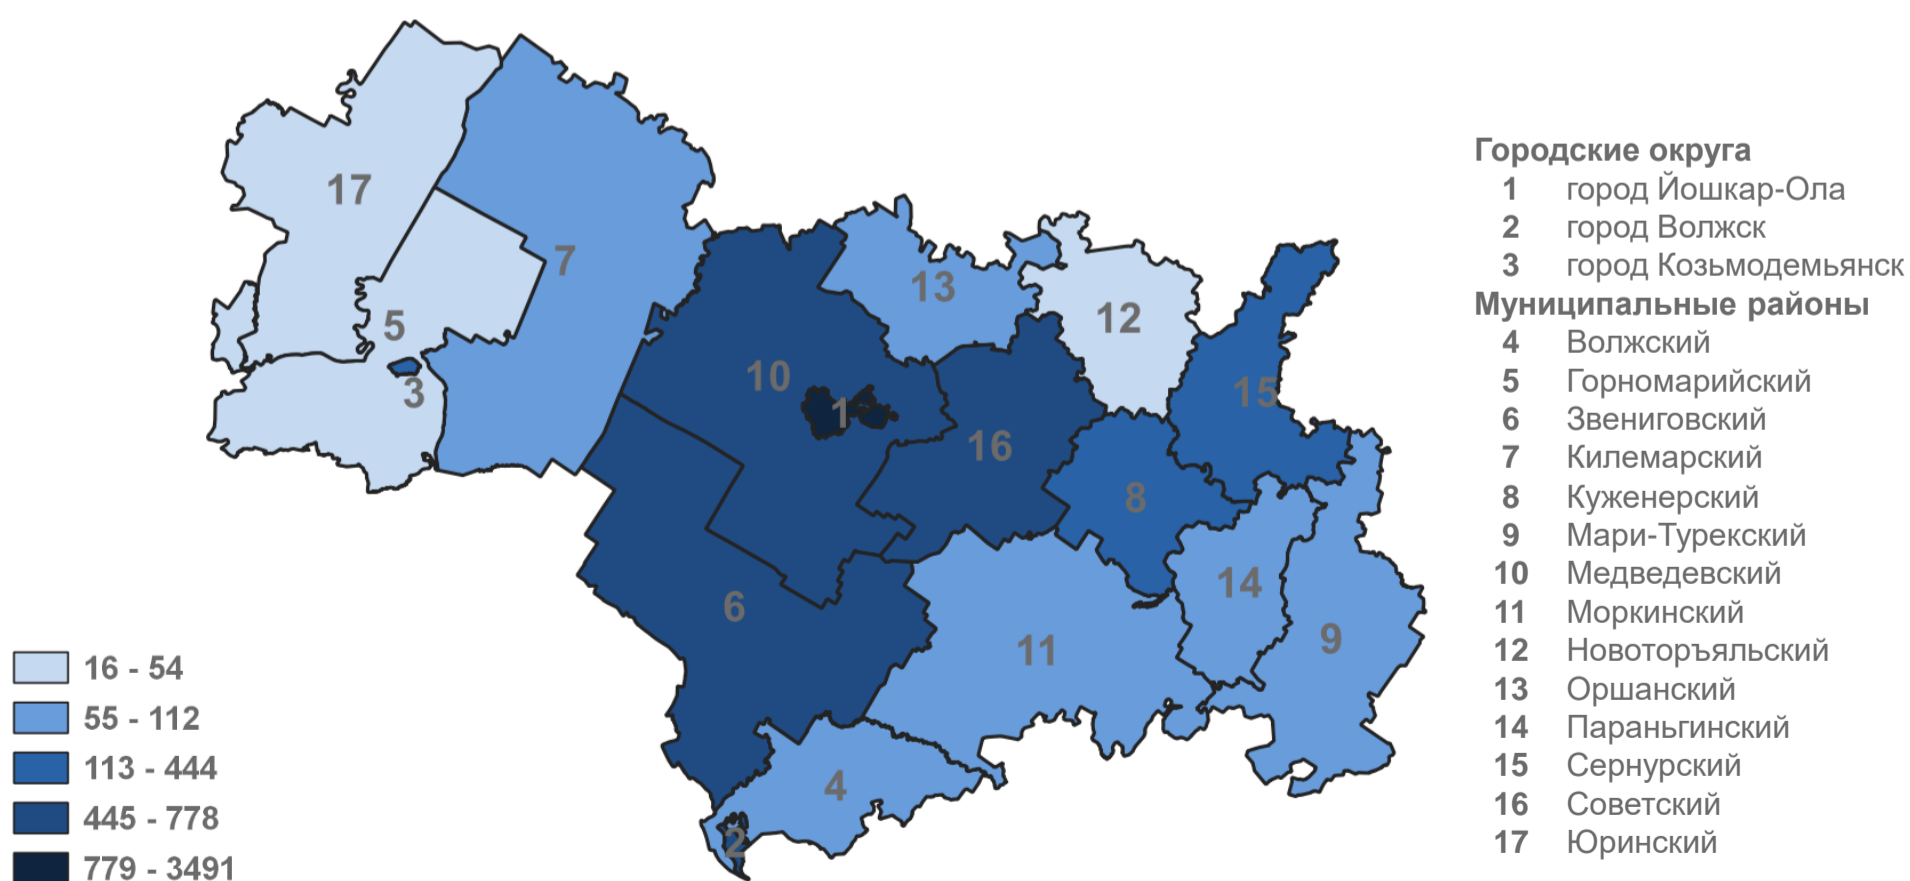 17
7
13
12
5
10
15
3
1
16
8
14
6
11
9
4
2
16 - 54
55 - 112
113 - 444
445 - 778
779 - 3491
Городские округа
1 город Йошкар-Ола
2 город Волжск
3 город Козьмодемьянск
Муниципальные районы
4 Волжский
5 Горномарийский
6 Звениговский
7 Килемарский
8 Куженерский
9 Мари-Турекский
10 Медведевский
11 Моркинский
12 Новоторъяльский
13 Оршанский
14 Параньгинский
15 Сернурский
16 Советский
17 Юринский